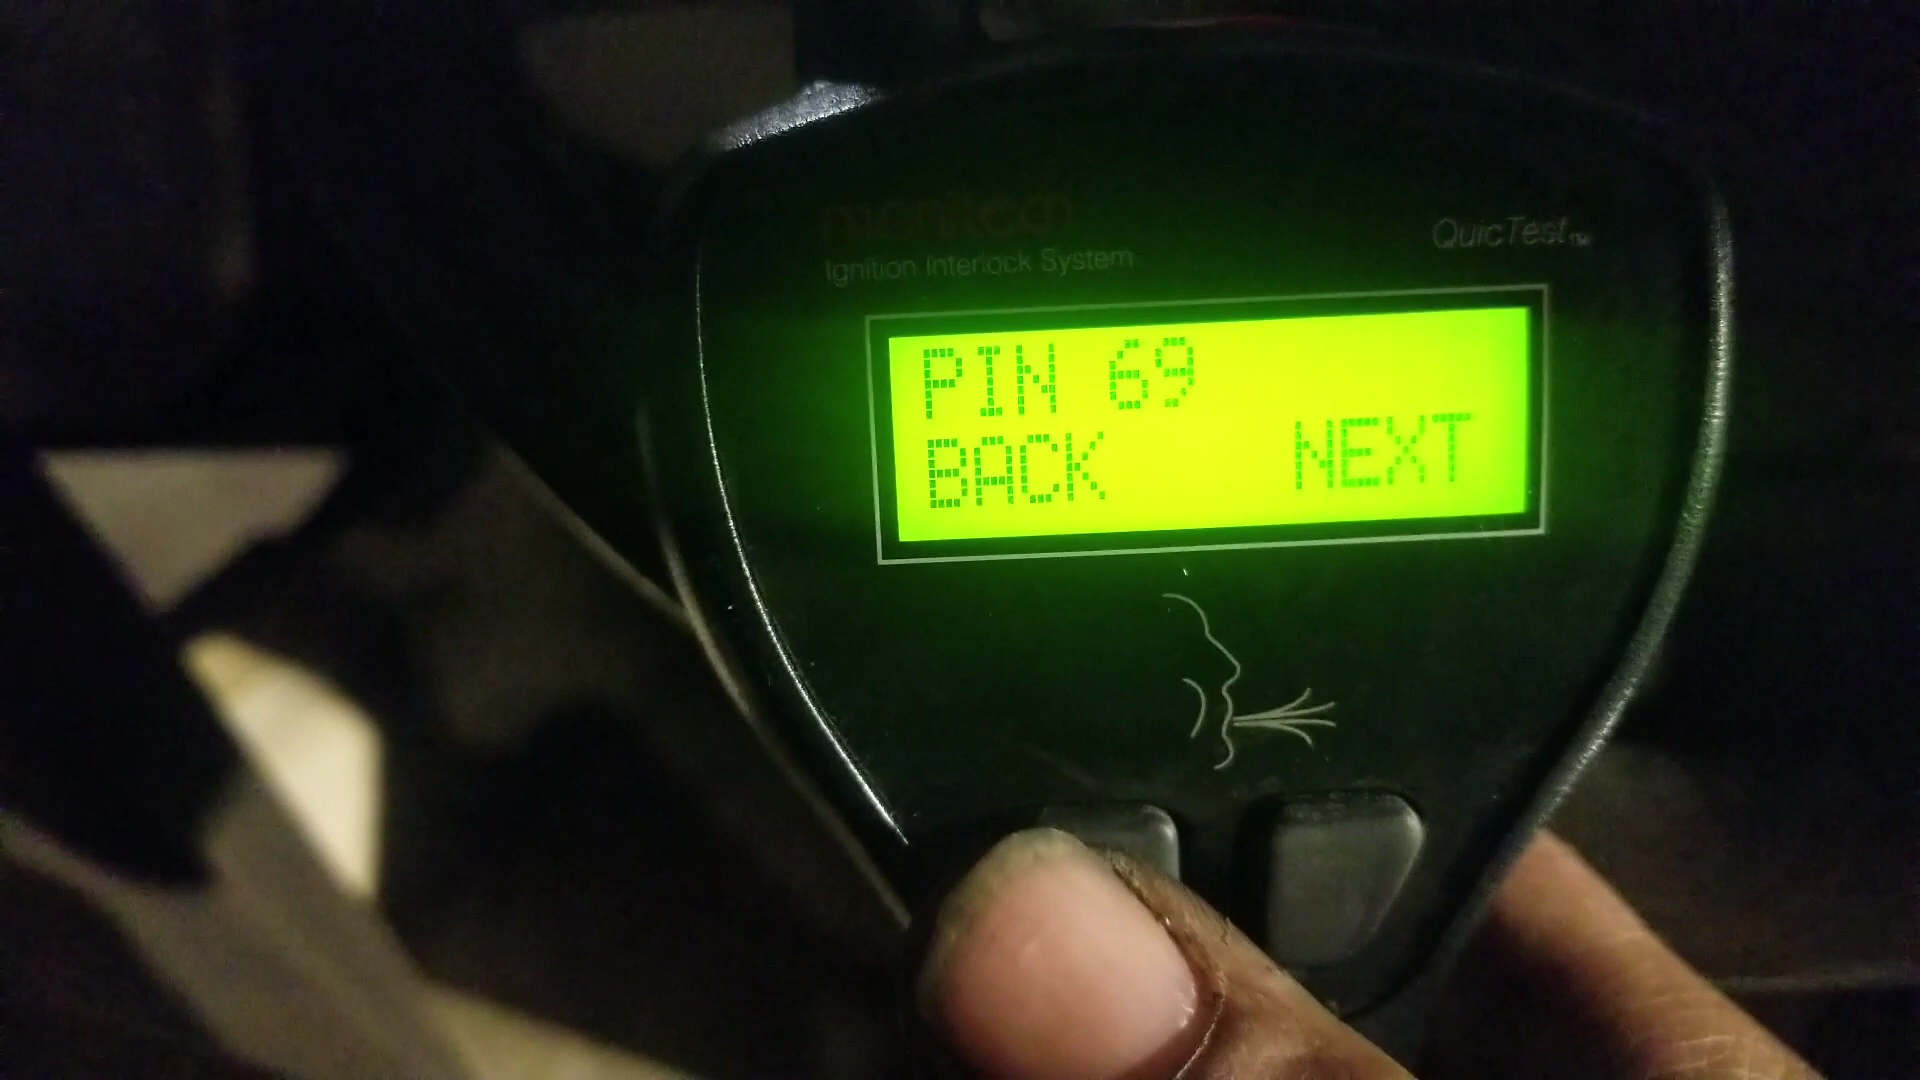 monitech
Ignition Interlock System
QuicTest™
PIN 69
BACK NEXT